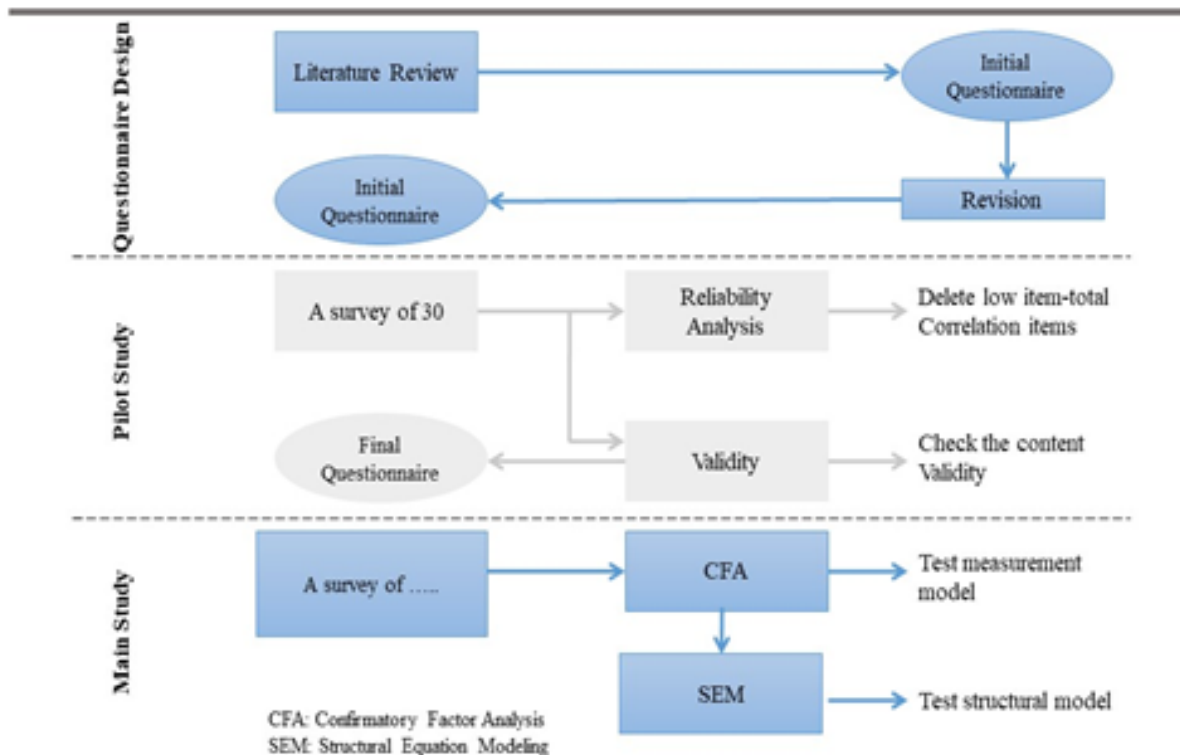 Questionnaire Design
Literature Review
Initial
Questionnaire
Initial
Questionnaire
Revision
Pilot Study
A survey of 30
Reliability
Analysis
Delete low item-total
Correlation items
Final
Questionnaire
Validity
Check the content
Validity
Main Study
A survey of .....
CFA
Test measurement
model
SEM
Test structural model
CFA: Confirmatory Factor Analysis
SEM: Structural Equation Modeling